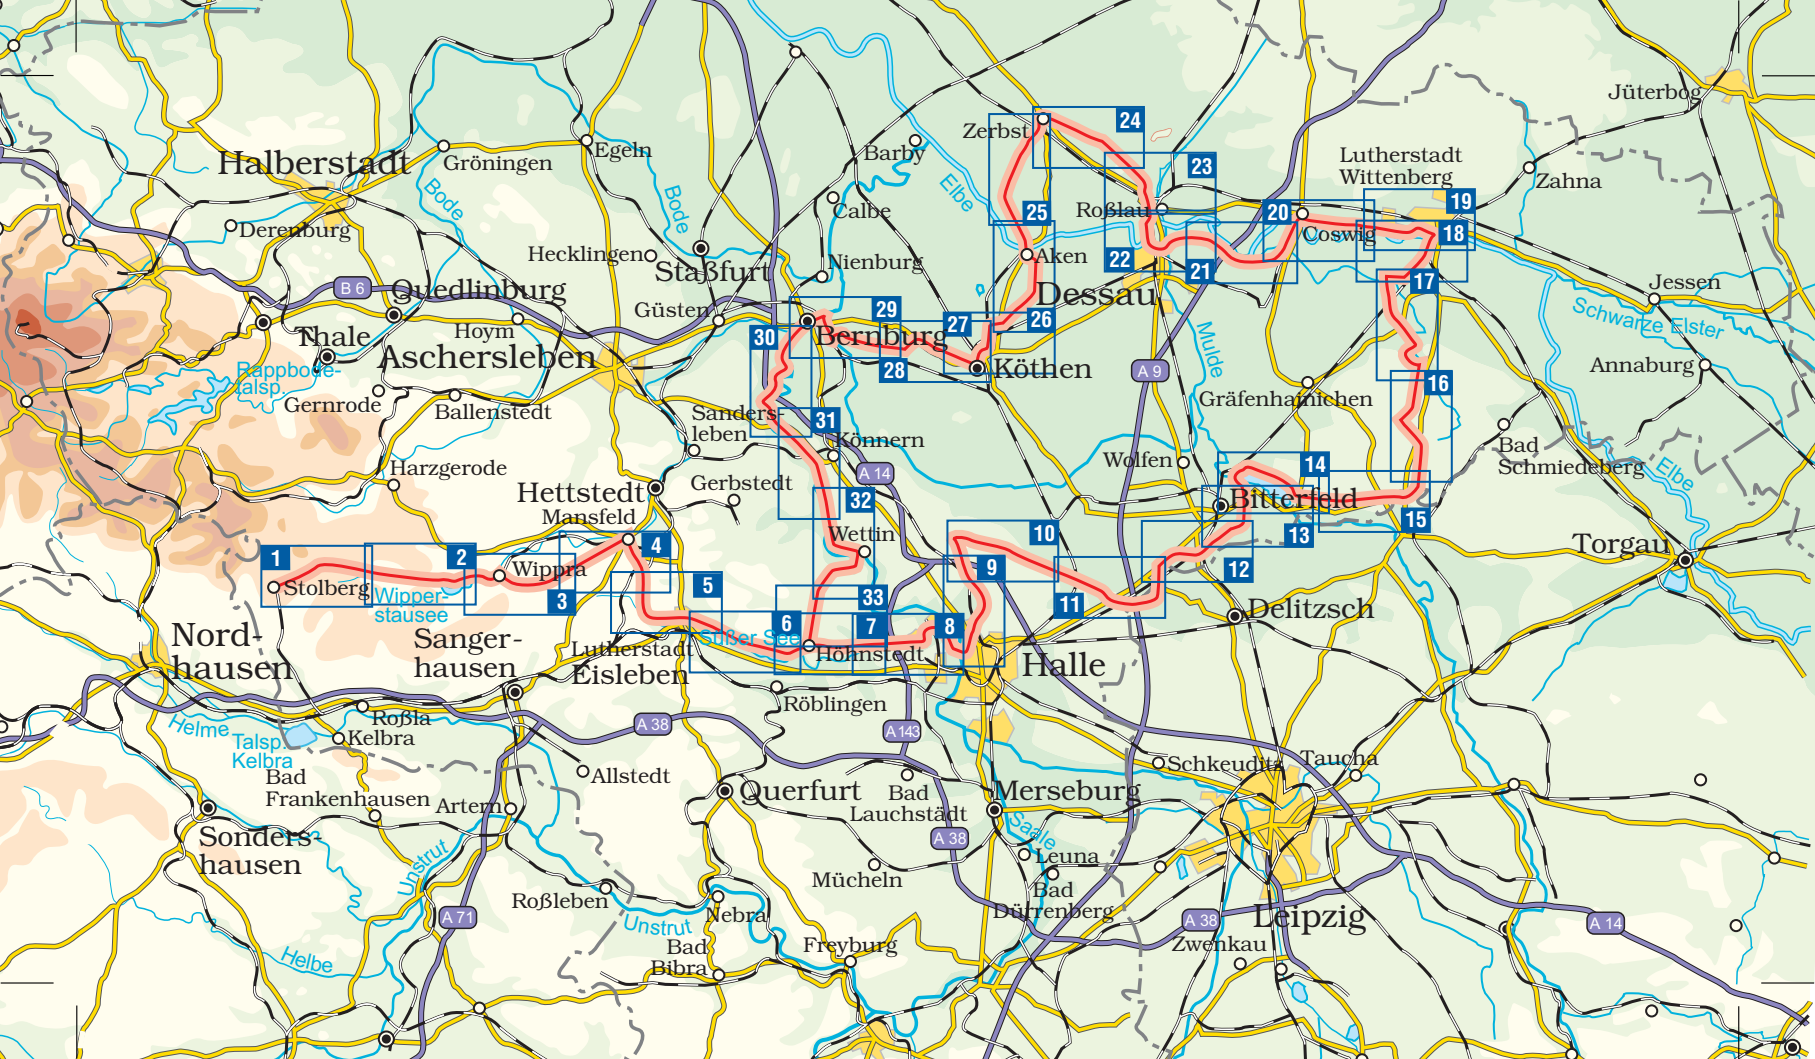 Jüterbog
24
Zerbst
Barby
Egeln
Gröningen
Halberstadt
Lutherstadt
Wittenberg
23
Zahna
Bode
Bode
Elbe
Calbe
Derenburg
25
Roßlau
20
19
18
Coswig
Hecklingen
Staßfurt
Nienburg
Aken
22
21
17
B 6
Quedlinburg
Dessau
Jessen
Schwarze Elster
Güsten
29
27
26
Hoym
Thale
Aschersleben
30
Bernburg
28
Köthen
Mulde
A 9
Annaburg
16
Rappbode-
talsp.
Gernrode
Ballenstedt
Gräfenhainichen
Sanders-
leben
31
Könnern
Bad
Schmiedeberg
Harzgerode
A 14
Wolfen
14
Elbe
Gerbstedt
Hettstedt
Mansfeld
32
Bitterfeld
15
13
Wettin
10
Torgau
1
2
4
Stolberg
Wippra
9
12
Wipper-
stausee
3
5
33
11
Delitzsch
6
7
8
Süßer See
Nord-
hausen
Sanger-
hausen
Lutherstadt
Eisleben
Höhnstedt
Halle
Röblingen
Roßla
Helme
Kelbra
Talsp.
Kelbra
A 38
A 143
Schkeuditz
Taucha
Allstedt
Bad
Frankenhausen
Artern
Querfurt
Bad
Lauchstädt
Merseburg
Sonders-
hausen
A 38
Saale
Leuna
Unstrut
Mücheln
Bad
Dürrenberg
Roßleben
Nebra
A 71
Unstrut
A 38
Leipzig
A 14
Zwenkau
Helbe
Bad
Bibra
Freyburg